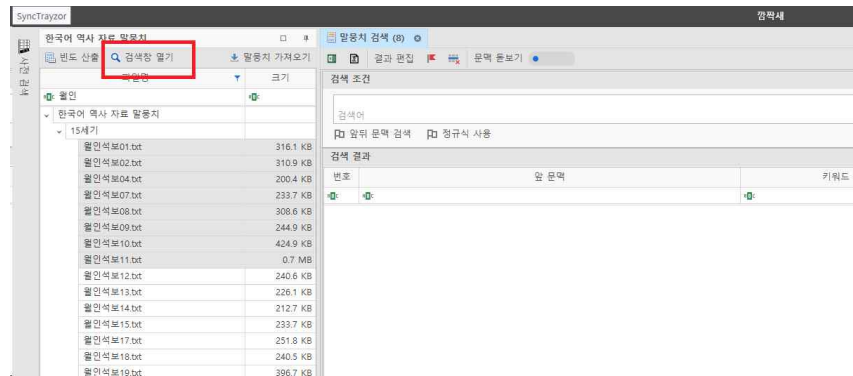 SyncTrayzor
깜짝새
사전 검색
한국어 역사 자료 말뭉치
빈도 산출 검색창 열기 말뭉치 가져오기
파일명 크기
월인
한국어 역사 자료 말뭉치
15세기
월인석보01.txt 316.1 KB
월인석보02.txt 310.9 KB
월인석보04.txt 200.4 KB
월인석보07.txt 233.7 KB
월인석보08.txt 308.6 KB
월인석보09.txt 244.9 KB
월인석보10.txt 424.9 KB
월인석보11.txt 0.7 MB
월인석보12.txt 240.6 KB
월인석보13.txt 226.1 KB
월인석보14.txt 212.7 KB
월인석보15.txt 233.7 KB
월인석보17.txt 251.8 KB
월인석보18.txt 240.5 KB
월인석보19.txt 396.7 KB
말뭉치 검색 (8)
결과 편집 문맥 돋보기
검색 조건
검색어
앞뒤 문맥 검색 정규식 사용
검색 결과
번호 앞 문맥 키워드